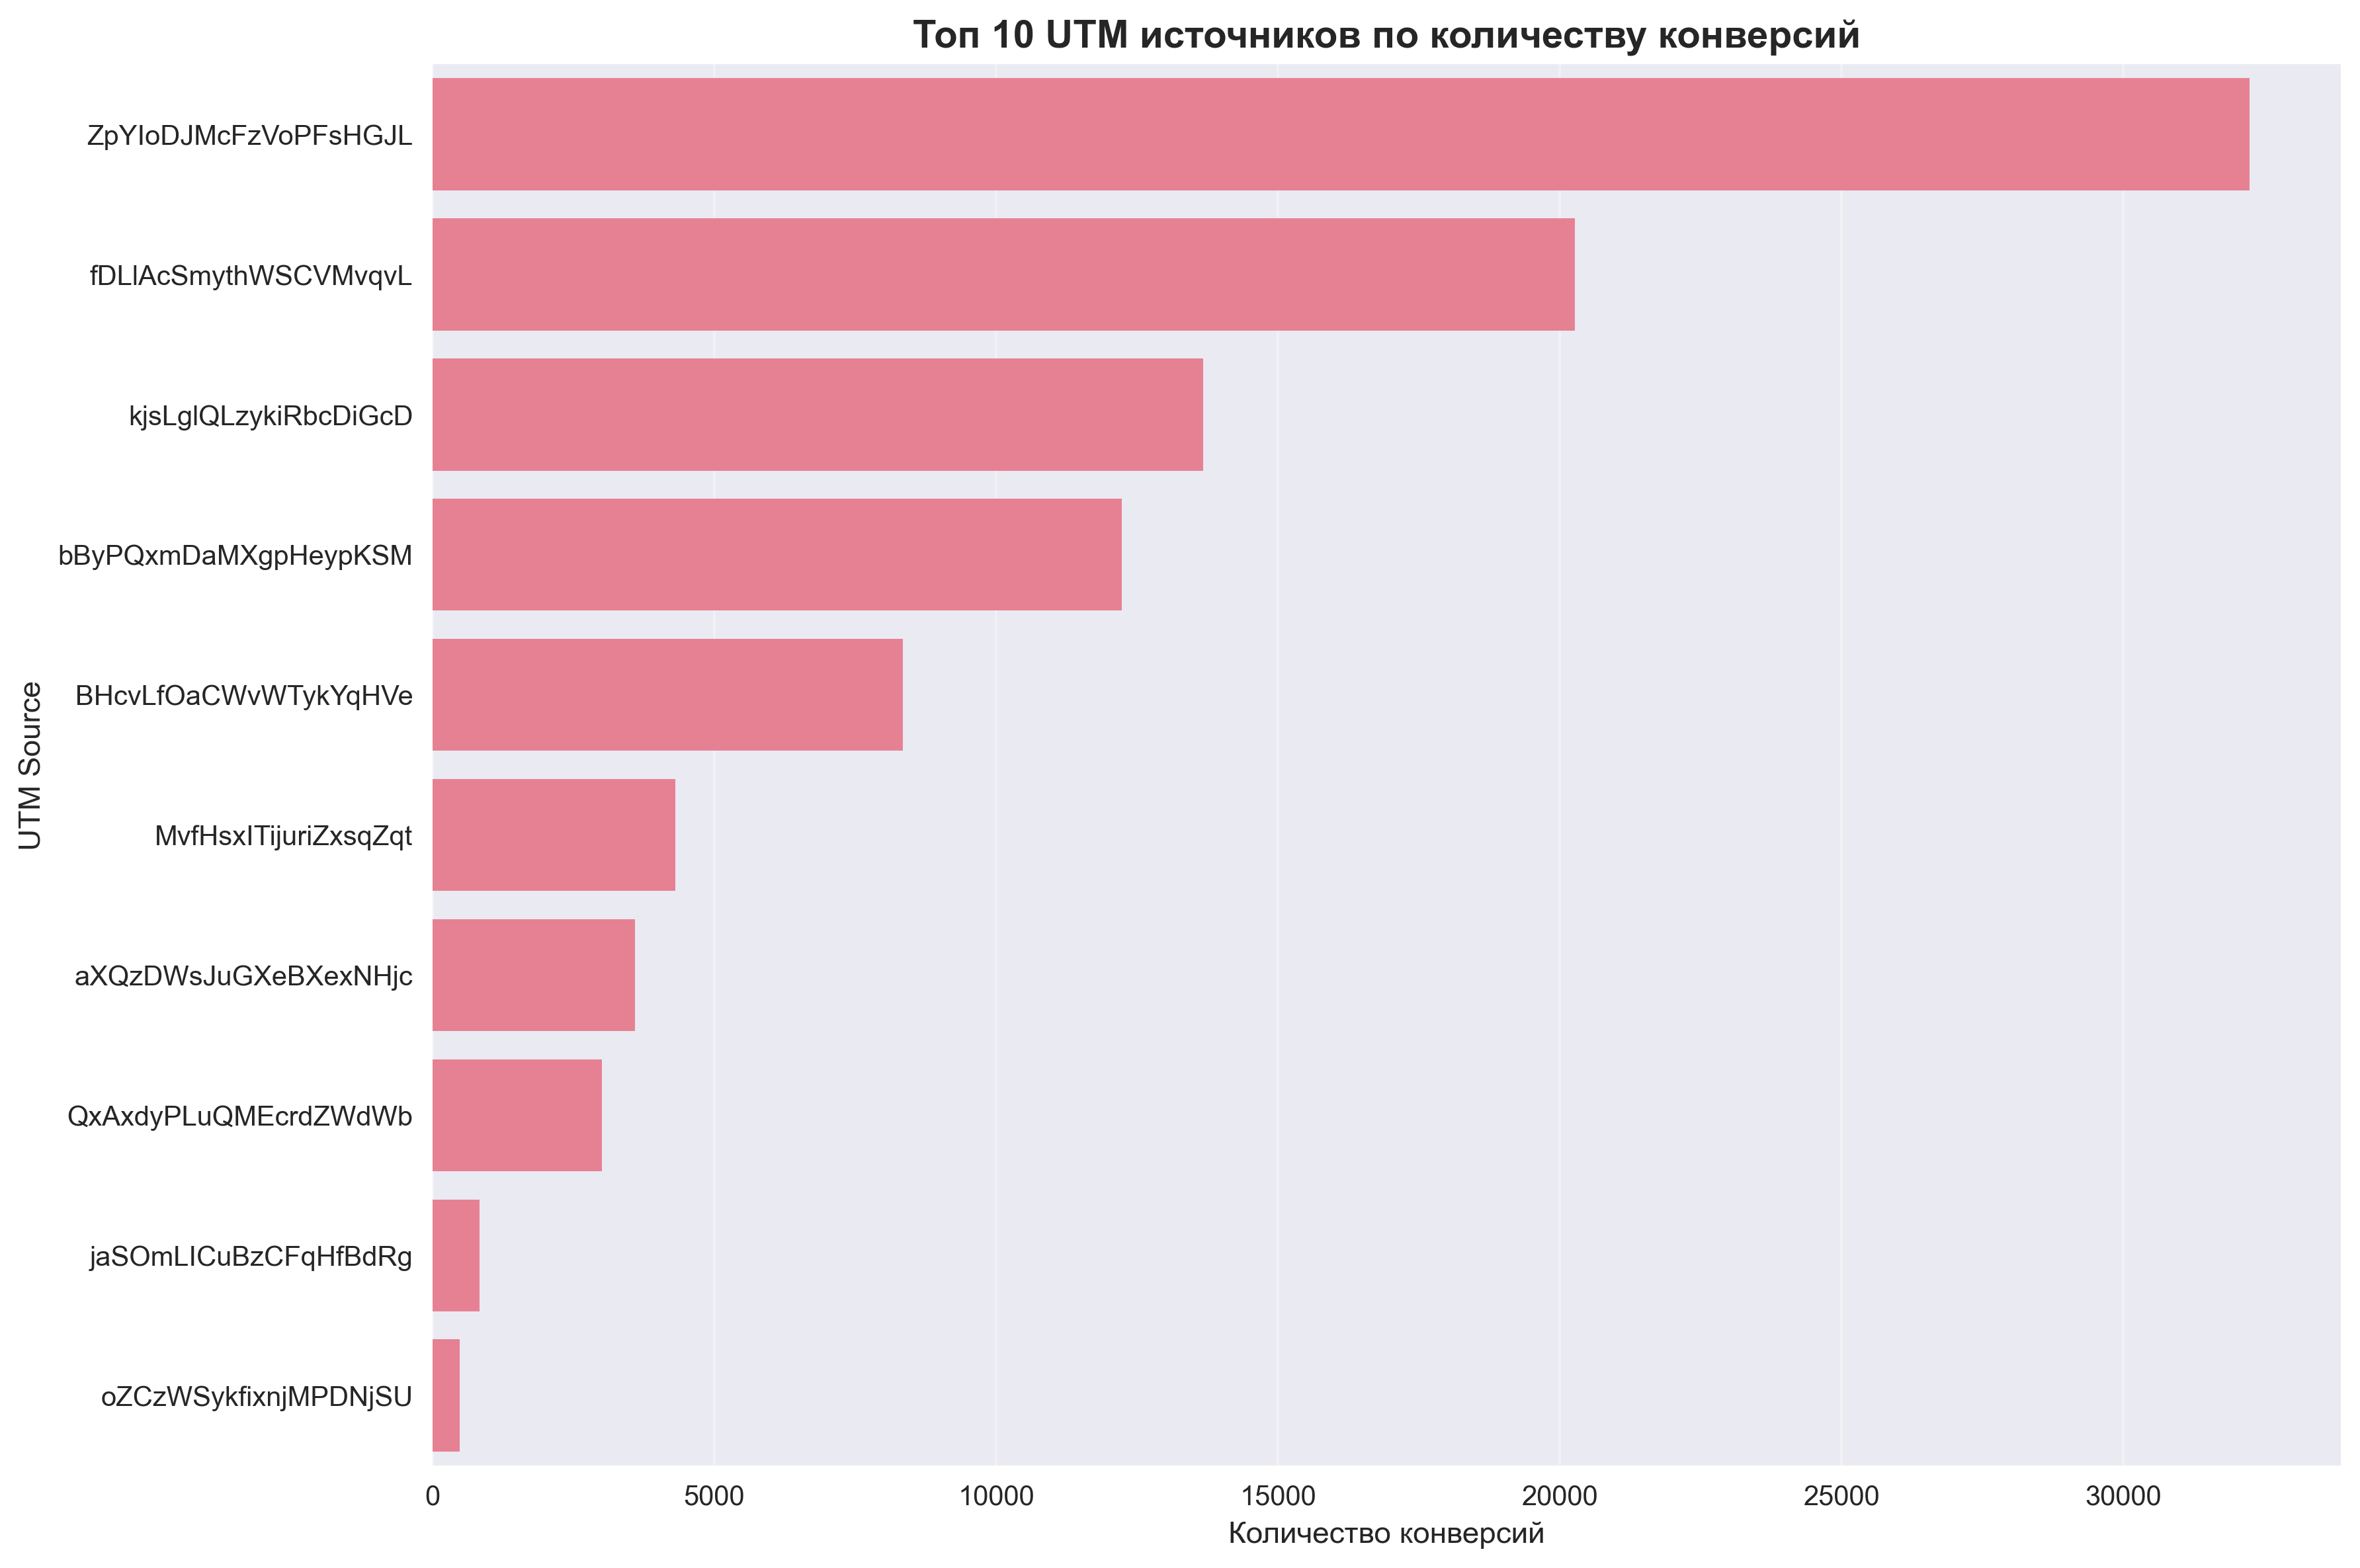 Топ 10 UTM источников по количеству конверсий
ZpYIoDJMcFzVoPFsHGJL
fDLlAcSmythWSCVMvqvL
kjsLglQLzykiRbcDiGcD
bByPQxmDaMXgpHeypKSM
BHcvLfOaCWvWTykYqHVe
MvfHsxITijuriZxsqZqt
aXQzDWsJuGXeBXexNHjc
QxAxdyPLuQMEcrdZWdWb
jaSOmLICuBzCFqHfBdRg
oZCzWSykfixnjMPDNjSU
UTM Source
0 5000 10000 15000 20000 25000 30000
Количество конверсий